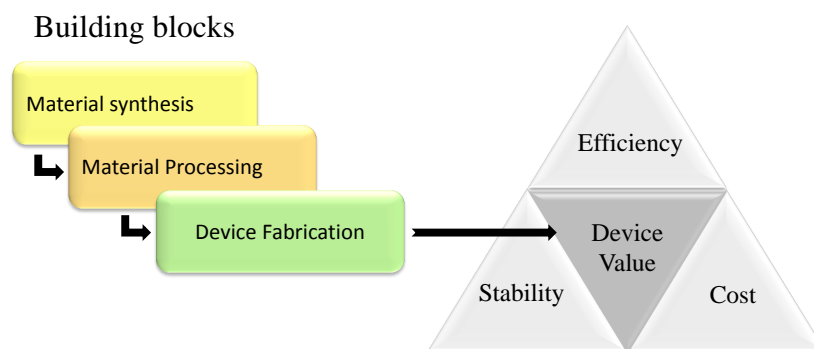 Building blocks
Material synthesis
Material Processing
Device Fabrication
Efficiency
Device
Value
Stability
Cost